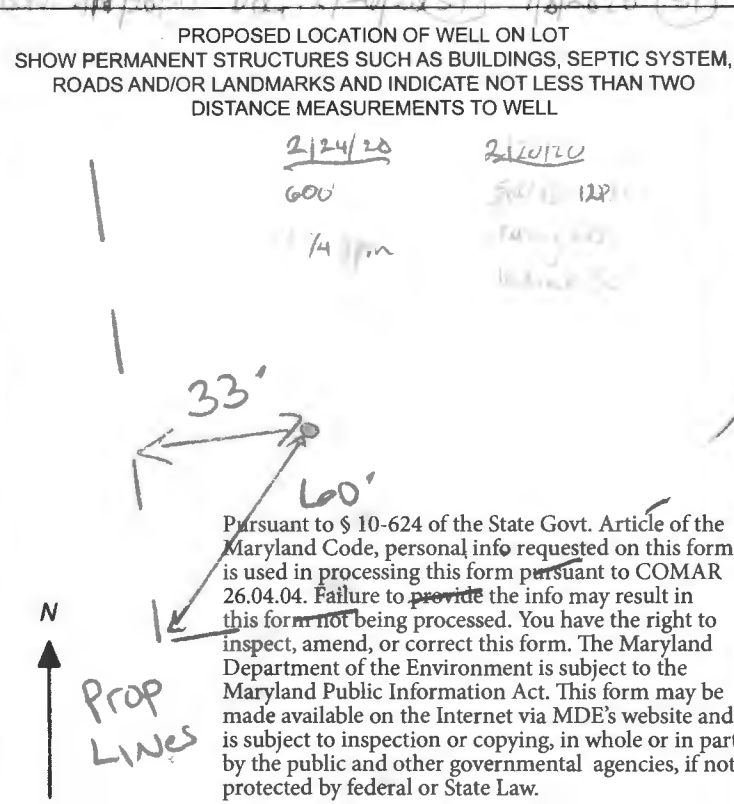 PROPOSED LOCATION OF WELL ON LOT
SHOW PERMANENT STRUCTURES SUCH AS BUILDINGS, SEPTIC SYSTEM,
ROADS AND/OR LANDMARKS AND INDICATE NOT LESS THAN TWO
DISTANCE MEASUREMENTS TO WELL
2/24/20 2/20/20
600'
33'
60'
Pursuant to § 10-624 of the State Govt. Article of the
Maryland Code, personal info requested on this form
is used in processing this form pursuant to COMAR
26.04.04. Failure to provide the info may result in
this form not being processed. You have the right to
inspect, amend, or correct this form. The Maryland
Department of the Environment is subject to the
Maryland Public Information Act. This form may be
made available on the Internet via MDE's website and
is subject to inspection or copying, in whole or in part
by the public and other governmental agencies, if not
protected by federal or State Law.
N
Prop
LINes